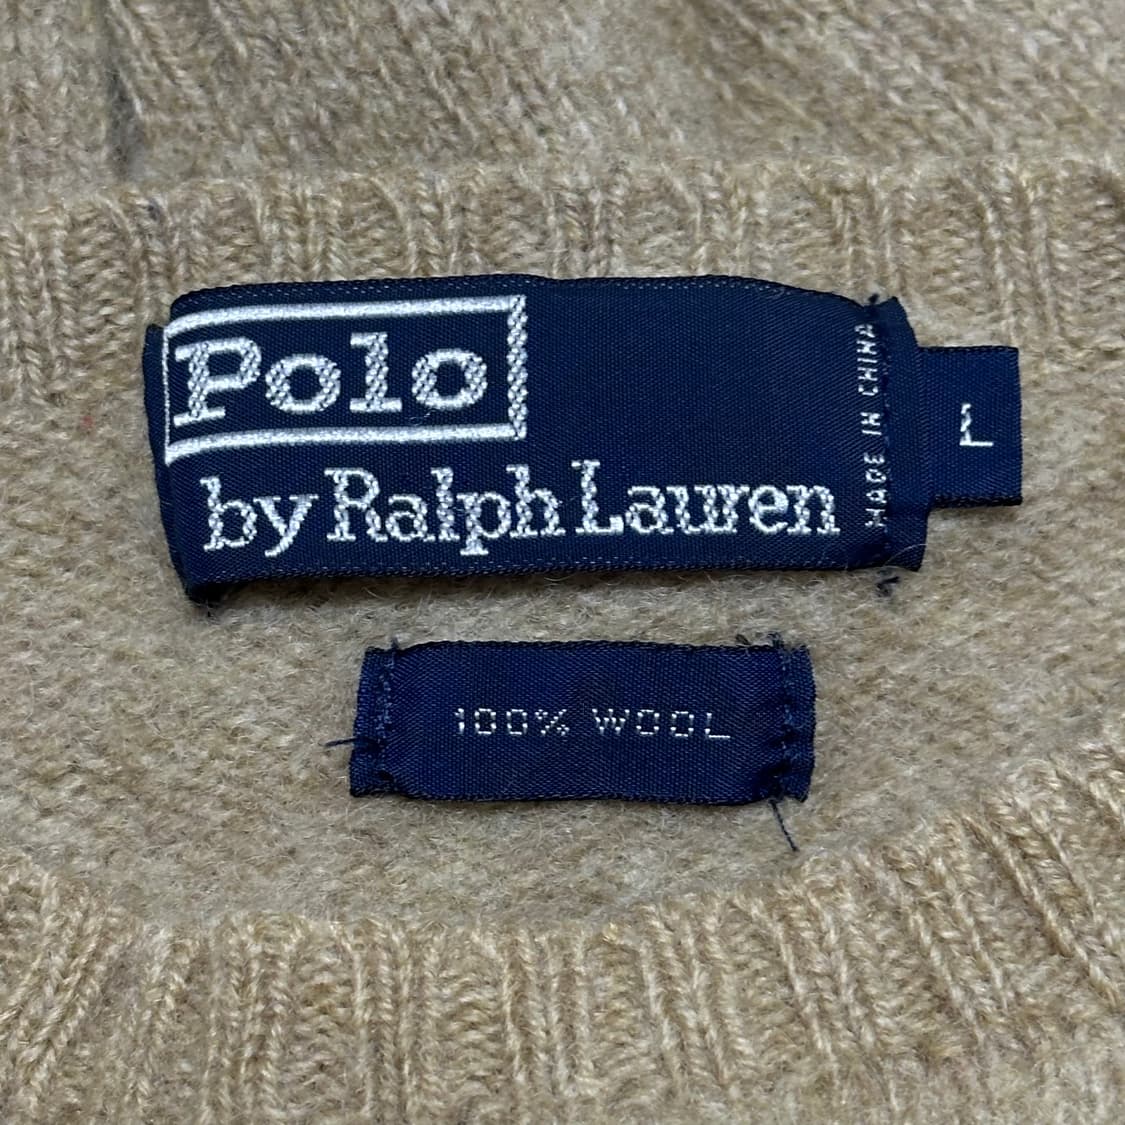 Polo
by Ralph Lauren
MADE IN CHINA
L
100% WOOL